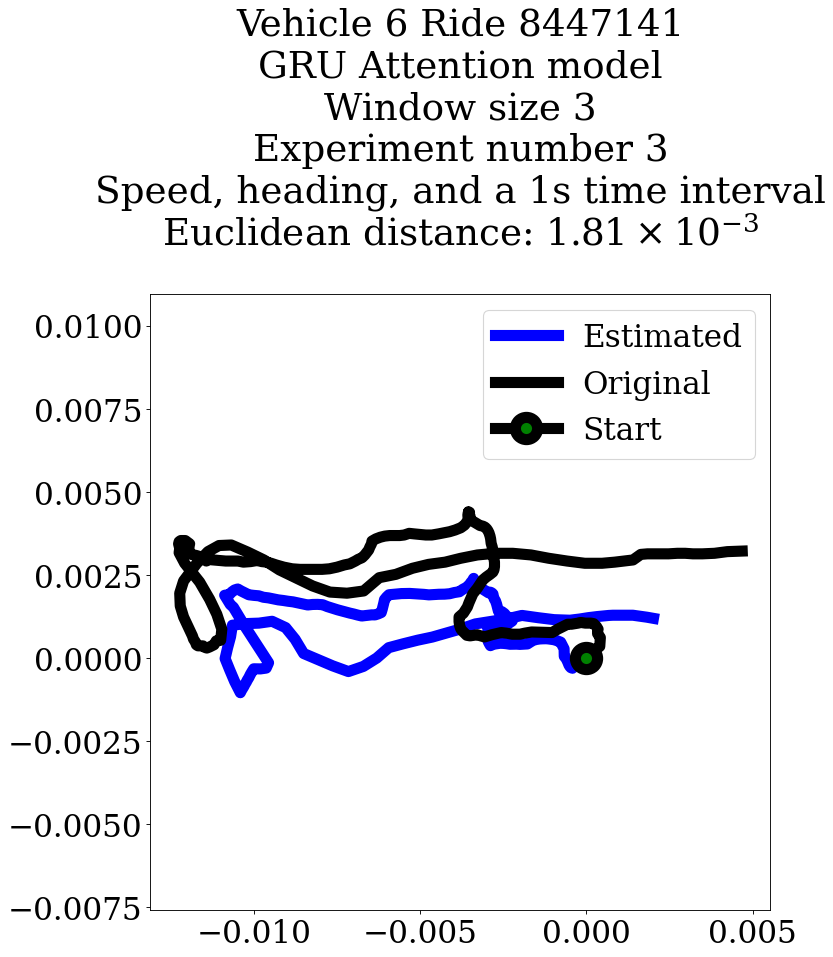 Vehicle 6 Ride 8447141
GRU Attention model
Window size 3
Experiment number 3
Speed, heading, and a 1s time interval
Euclidean distance: 1.81 × 10⁻³
Estimated
Original
Start
0.0100
0.0075
0.0050
0.0025
0.0000
−0.0025
−0.0050
−0.0075
−0.010 −0.005 0.000 0.005